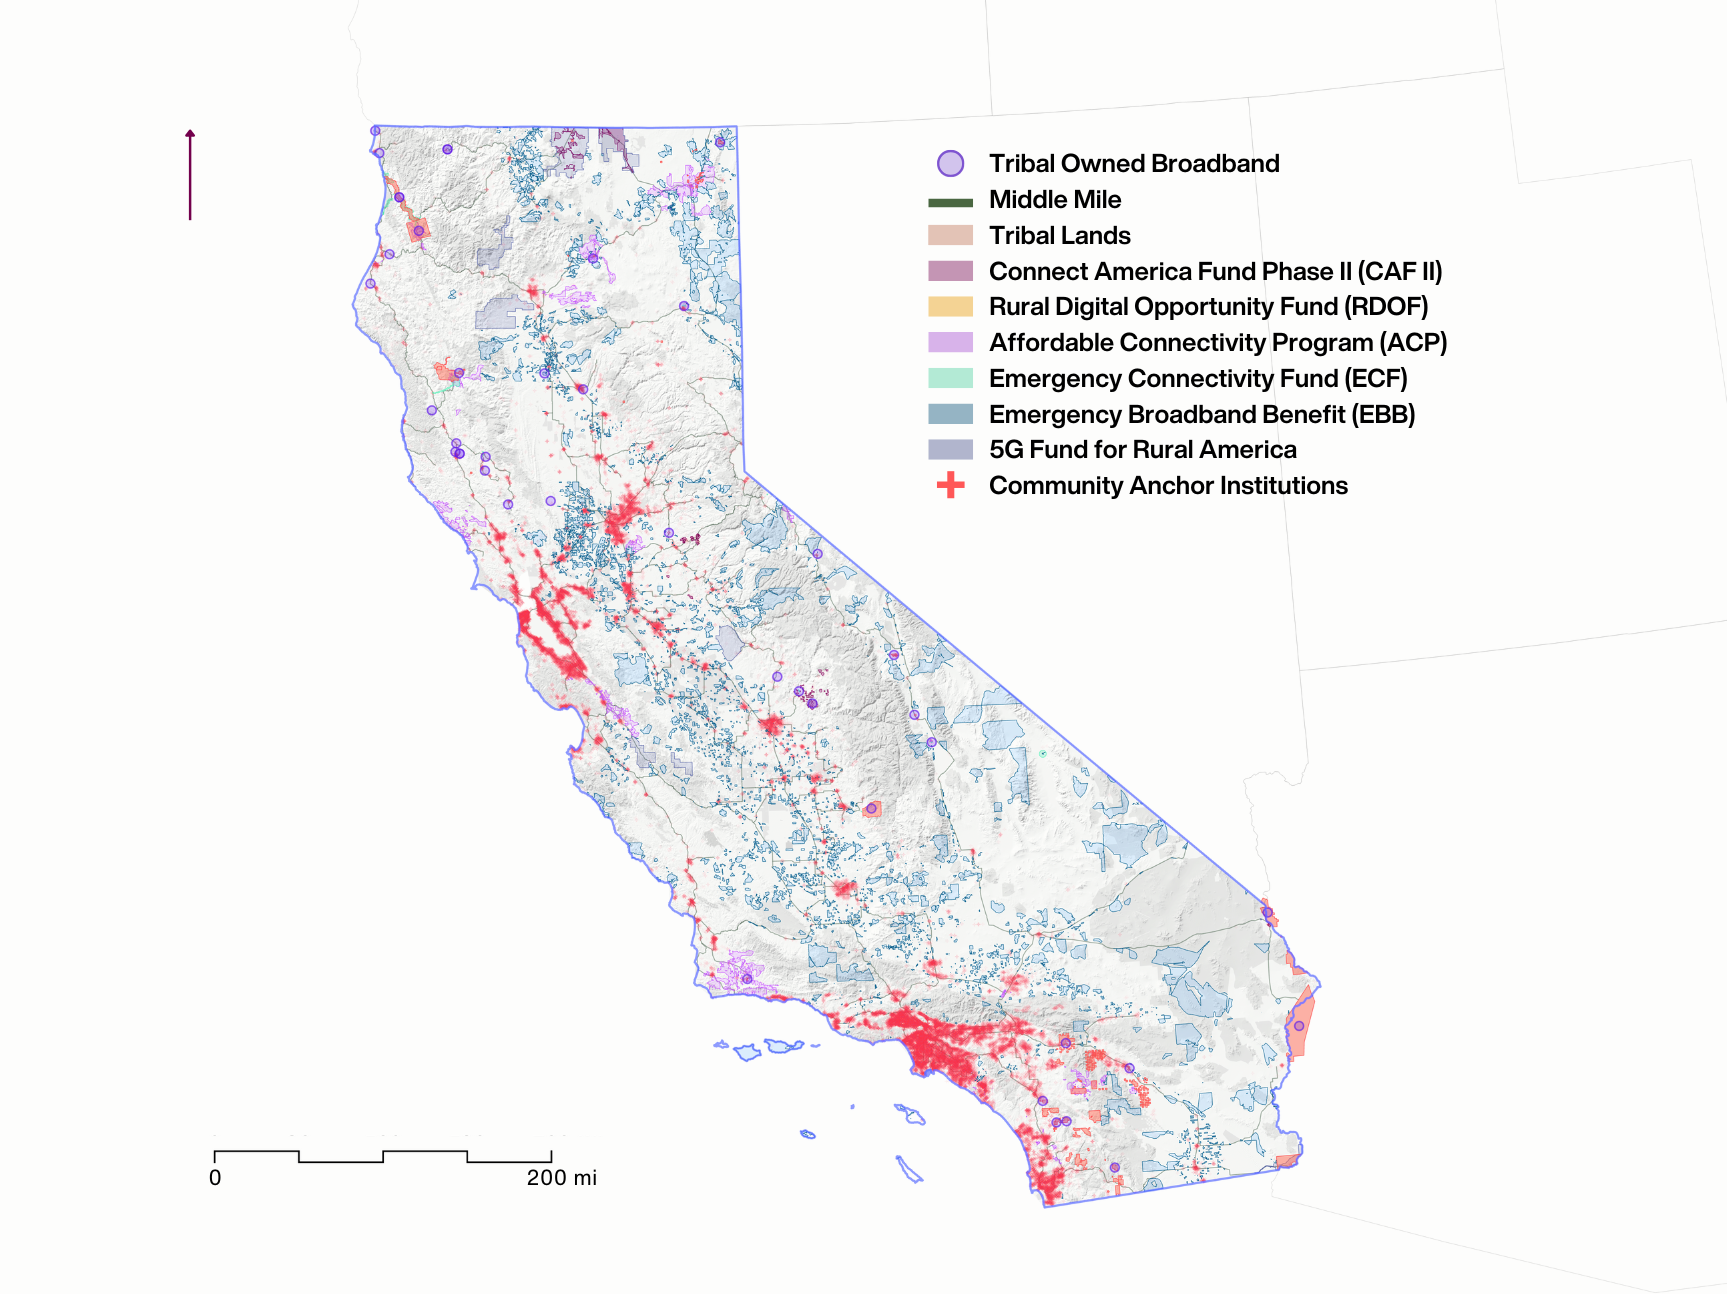 Tribal Owned Broadband
Middle Mile
Tribal Lands
Connect America Fund Phase II (CAF II)
Rural Digital Opportunity Fund (RDOF)
Affordable Connectivity Program (ACP)
Emergency Connectivity Fund (ECF)
Emergency Broadband Benefit (EBB)
5G Fund for Rural America
Community Anchor Institutions
0 200 mi